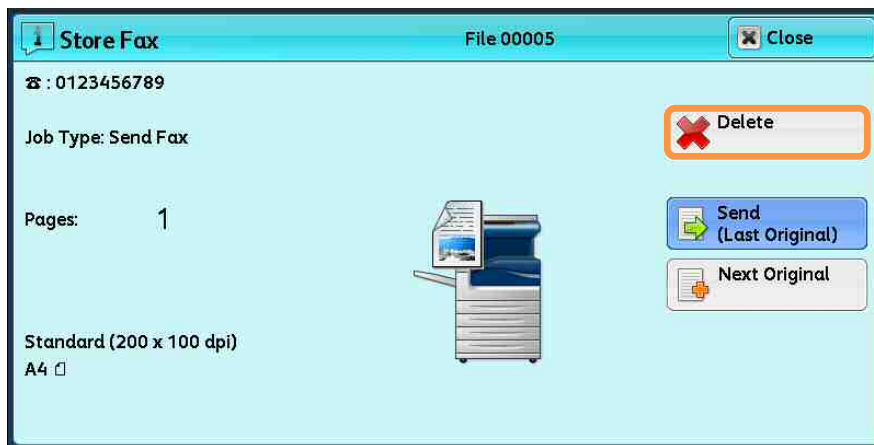 Store Fax
File 00005
Close
☎ : 0123456789
Delete
Job Type: Send Fax
Pages: 1
Send
(Last Original)
Next Original
Standard (200 x 100 dpi)
A4